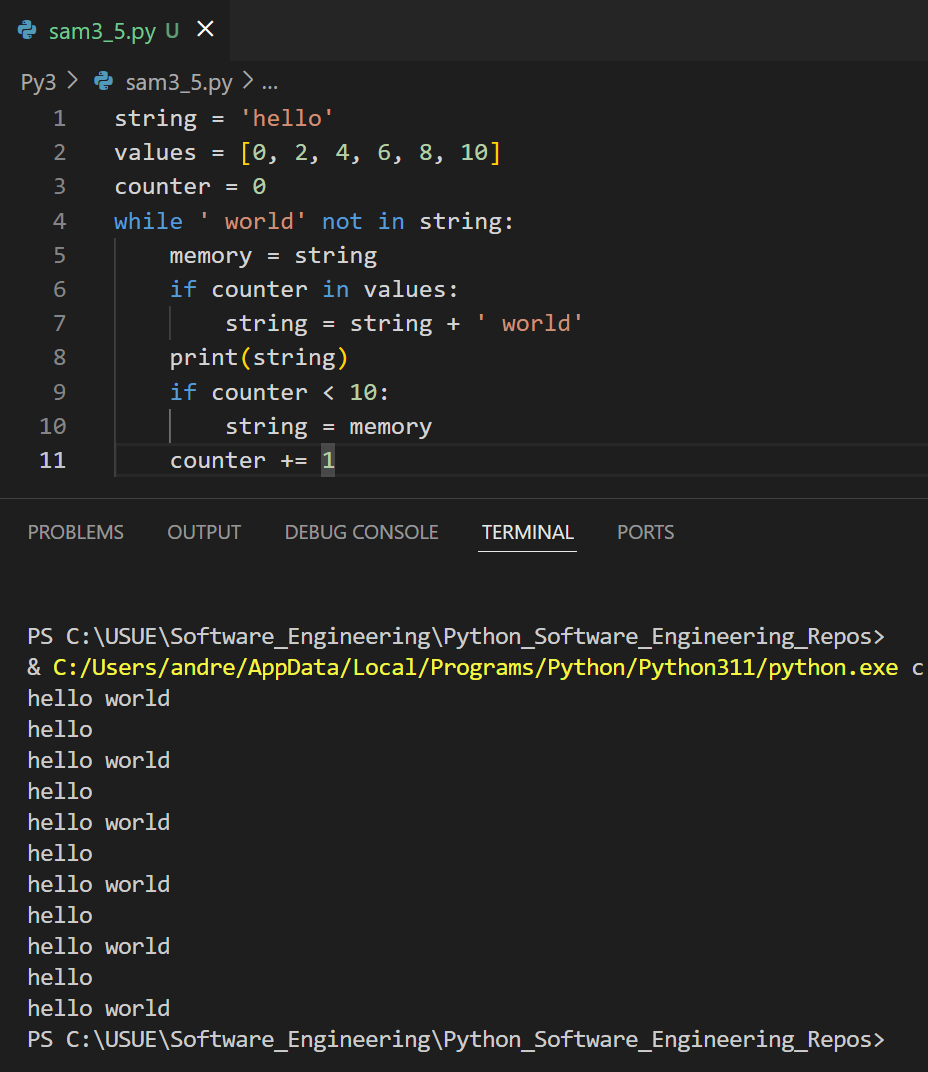 sam3_5.py U ×
Py3 > sam3_5.py > ...
1 string = 'hello'
2 values = [0, 2, 4, 6, 8, 10]
3 counter = 0
4 while ' world' not in string:
5     memory = string
6     if counter in values:
7         string = string + ' world'
8     print(string)
9     if counter < 10:
10         string = memory
11     counter += 1
PROBLEMS OUTPUT DEBUG CONSOLE TERMINAL PORTS
PS C:\USUE\Software_Engineering\Python_Software_Engineering_Repos>
& C:/Users/andre/AppData/Local/Programs/Python/Python311/python.exe c
hello world
hello
hello world
hello
hello world
hello
hello world
hello
hello world
hello
hello world
PS C:\USUE\Software_Engineering\Python_Software_Engineering_Repos>